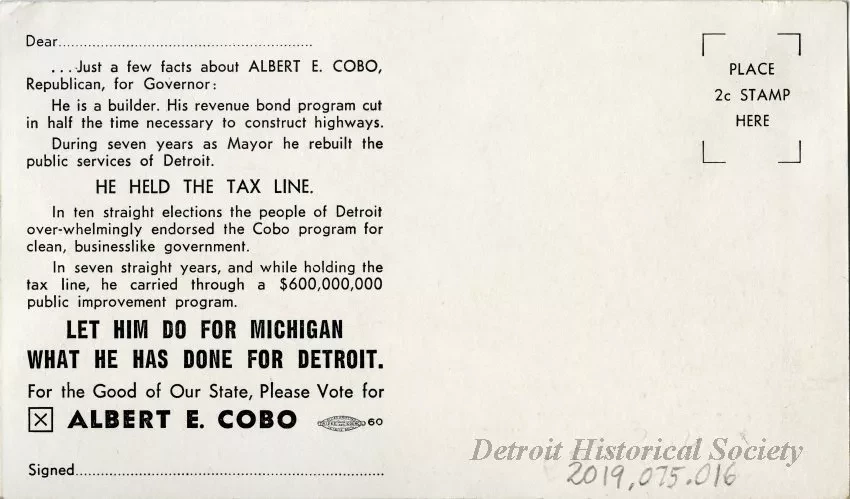 Dear............................................................
...Just a few facts about ALBERT E. COBO,
Republican, for Governor:
He is a builder. His revenue bond program cut
in half the time necessary to construct highways.
During seven years as Mayor he rebuilt the
public services of Detroit.
HE HELD THE TAX LINE.
In ten straight elections the people of Detroit
over-whelmingly endorsed the Cobo program for
clean, businesslike government.
In seven straight years, and while holding the
tax line, he carried through a $600,000,000
public improvement program.
LET HIM DO FOR MICHIGAN
WHAT HE HAS DONE FOR DETROIT.
For the Good of Our State, Please Vote for
☒ ALBERT E. COBO 60
Signed........................................................................
PLACE
2c STAMP
HERE
Detroit Historical Society
2019.075.016